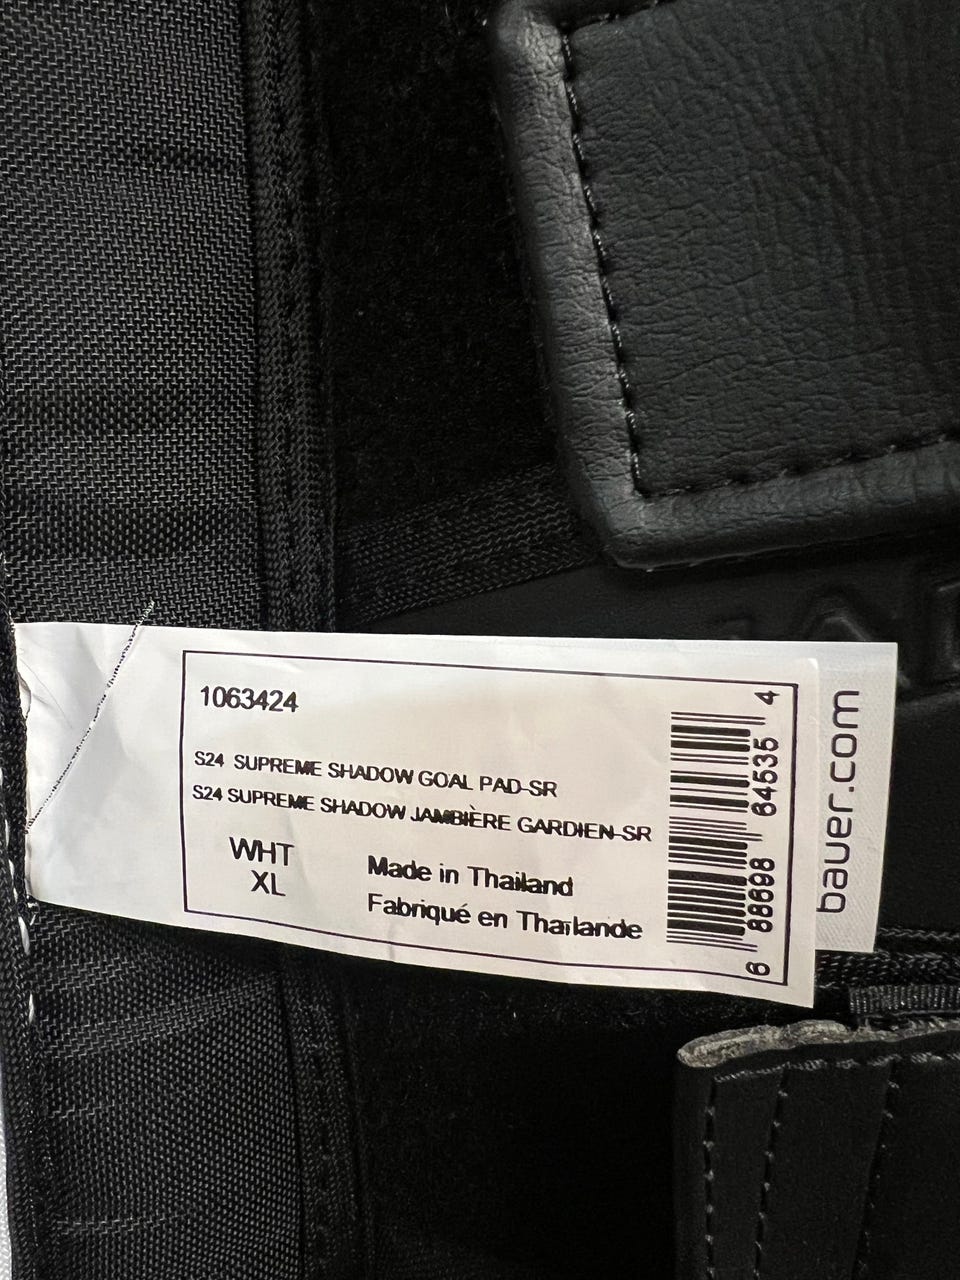 1063424
S24 SUPREME SHADOW GOAL PAD-SR
S24 SUPREME SHADOW JAMBIÈRE GARDIEN-SR
WHT
XL
Made in Thailand
Fabriqué en Thaïlande
6 88698 64535 4
bauer.com